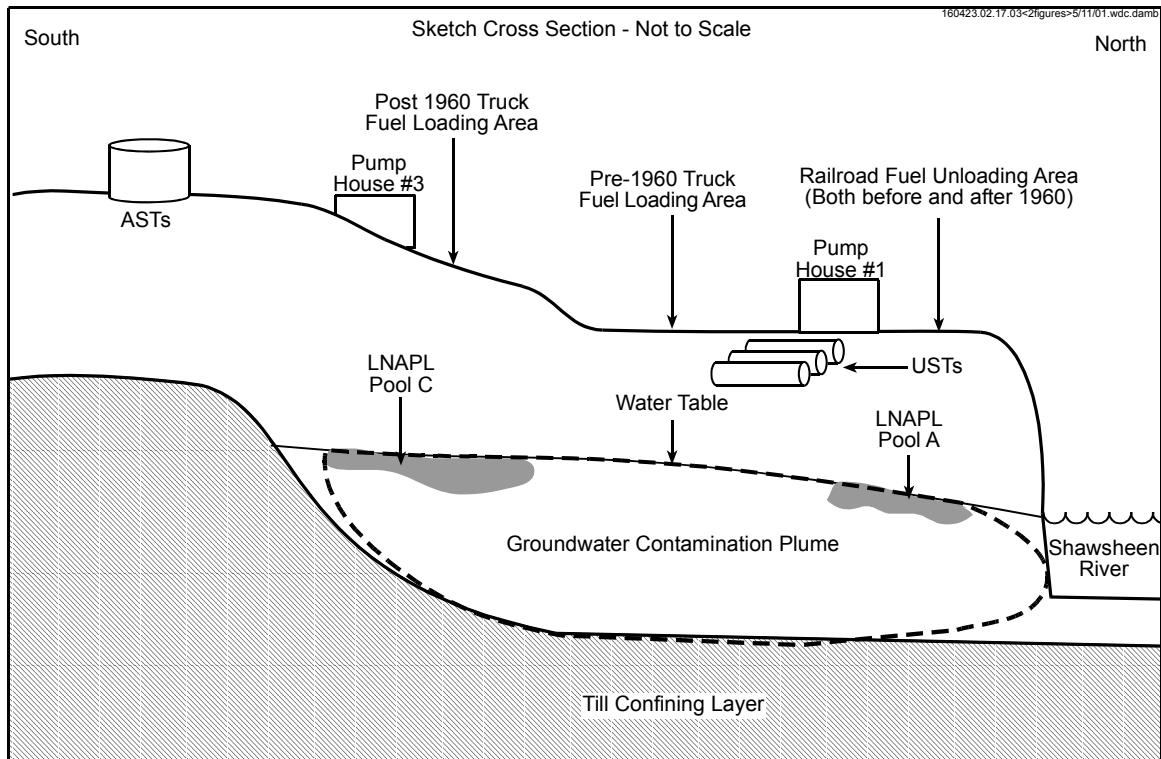 160423.02.17.03<2figures>5/11/01.wdc.damb
South
Sketch Cross Section - Not to Scale
North
Post 1960 Truck
Fuel Loading Area
Pump
House #3
ASTs
Pre-1960 Truck
Fuel Loading Area
Railroad Fuel Unloading Area
(Both before and after 1960)
Pump
House #1
USTs
LNAPL
Pool C
Water Table
LNAPL
Pool A
Groundwater Contamination Plume
Shawsheen
River
Till Confining Layer